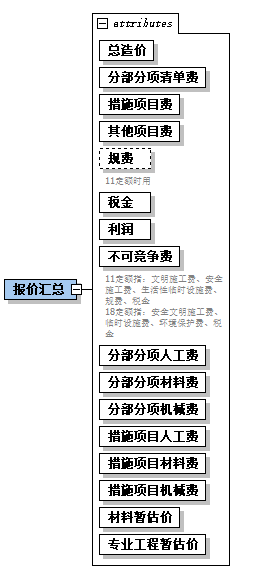 attributes
总造价
分部分项清单费
措施项目费
其他项目费
规费
11定额时用
税金
利润
不可竞争费
报价汇总
11定额指：文明施工费、安全
施工费、生活性临时设施费、
规费、税金
18定额指：安全文明施工费、
临时设施费、环境保护费、税
金
分部分项人工费
分部分项材料费
分部分项机械费
措施项目人工费
措施项目材料费
措施项目机械费
材料暂估价
专业工程暂估价